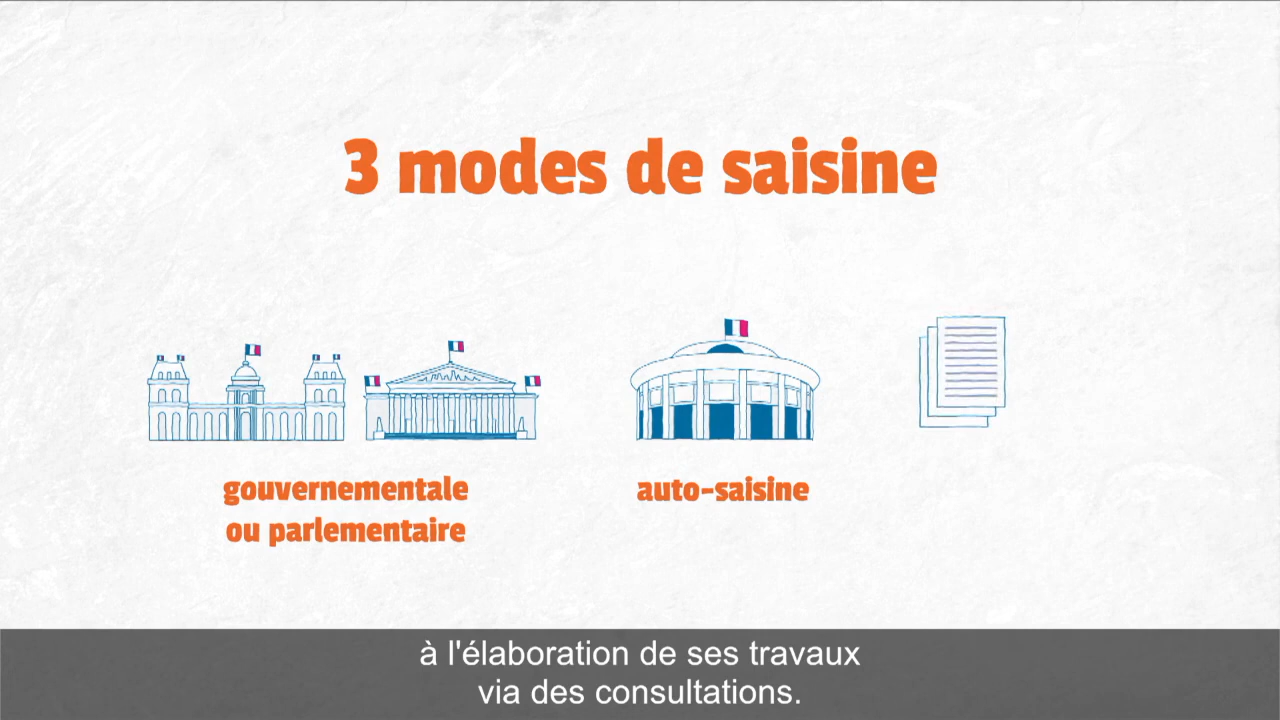 3 modes de saisine
gouvernementale
ou parlementaire
auto-saisine
à l'élaboration de ses travaux
via des consultations.